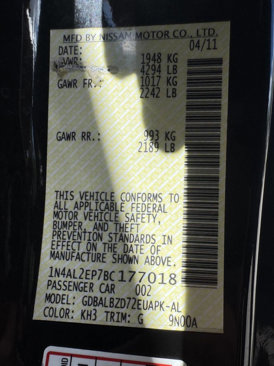 MFD BY NISSAN MOTOR CO., LTD.
DATE: 04/11
GVWR: 1948 KG
4294 LB
GAWR FR.: 1017 KG
2242 LB
GAWR RR.: 993 KG
2189 LB
THIS VEHICLE CONFORMS TO
ALL APPLICABLE FEDERAL
MOTOR VEHICLE SAFETY,
BUMPER, AND THEFT
PREVENTION STANDARDS IN
EFFECT ON THE DATE OF
MANUFACTURE SHOWN ABOVE.
1N4AL2EP7BC177018
PASSENGER CAR 002
MODEL: GDBALBZD72EUAPK-AL
COLOR: KH3 TRIM: G 9N00A